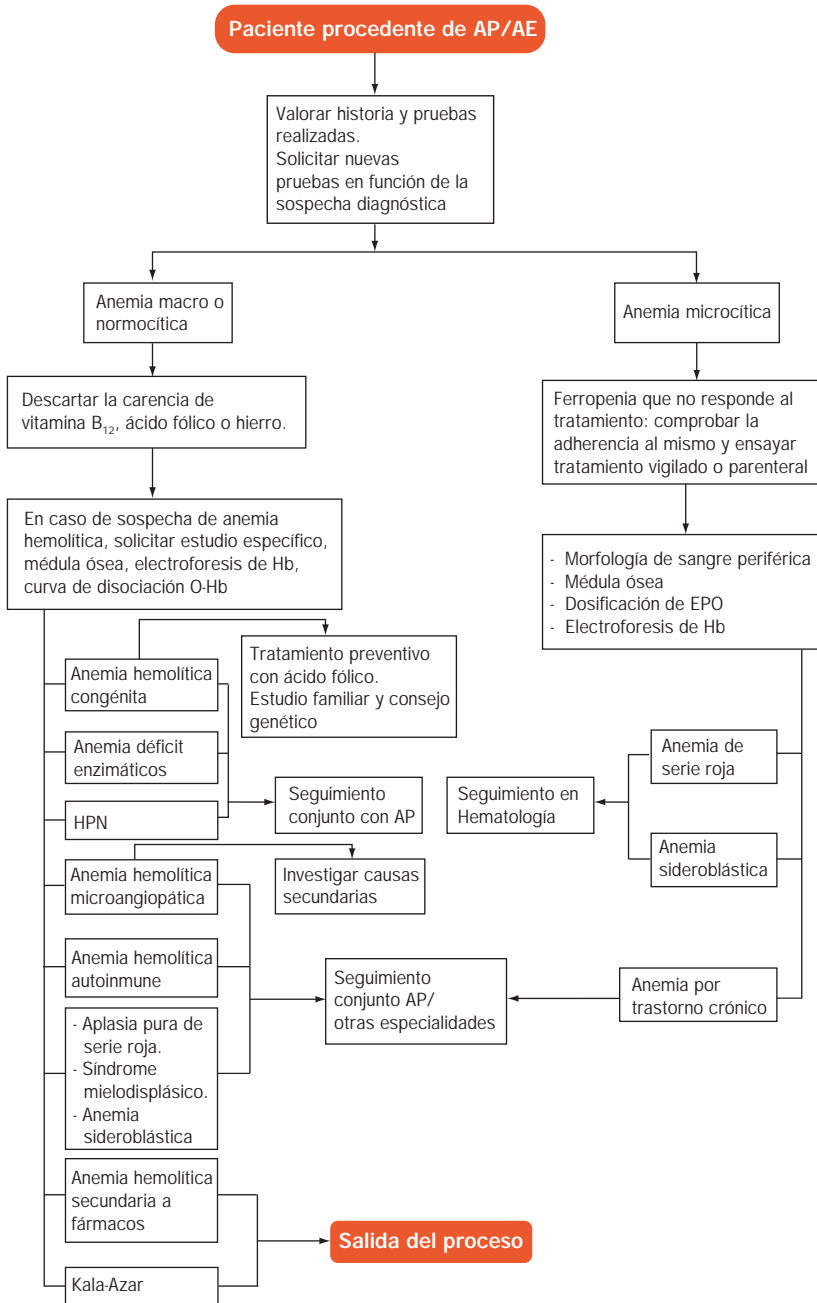 Paciente procedente de AP/AE
Valorar historia y pruebas
realizadas.
Solicitar nuevas
pruebas en función de la
sospecha diagnóstica
Anemia macro o
normocítica
Descartar la carencia de
vitamina B12, ácido fólico o hierro.
En caso de sospecha de anemia
hemolítica, solicitar estudio específico,
médula ósea, electroforesis de Hb,
curva de disociación O-Hb
Anemia hemolítica
congénita
Tratamiento preventivo
con ácido fólico.
Estudio familiar y consejo
genético
Anemia déficit
enzimáticos
HPN
Seguimiento
conjunto con AP
Anemia hemolítica
microangiopática
Investigar causas
secundarias
Anemia hemolítica
autoinmune
- Aplasia pura de
serie roja.
- Síndrome
mielodisplásico.
- Anemia
sideroblástica
Seguimiento
conjunto AP/
otras especialidades
Anemia hemolítica
secundaria a
fármacos
Kala-Azar
Salida del proceso
Anemia microcítica
Ferropenia que no responde al
tratamiento: comprobar la
adherencia al mismo y ensayar
tratamiento vigilado o parenteral
- Morfología de sangre periférica
- Médula ósea
- Dosificación de EPO
- Electroforesis de Hb
Anemia de
serie roja
Seguimiento en
Hematología
Anemia
sideroblástica
Anemia por
trastorno crónico